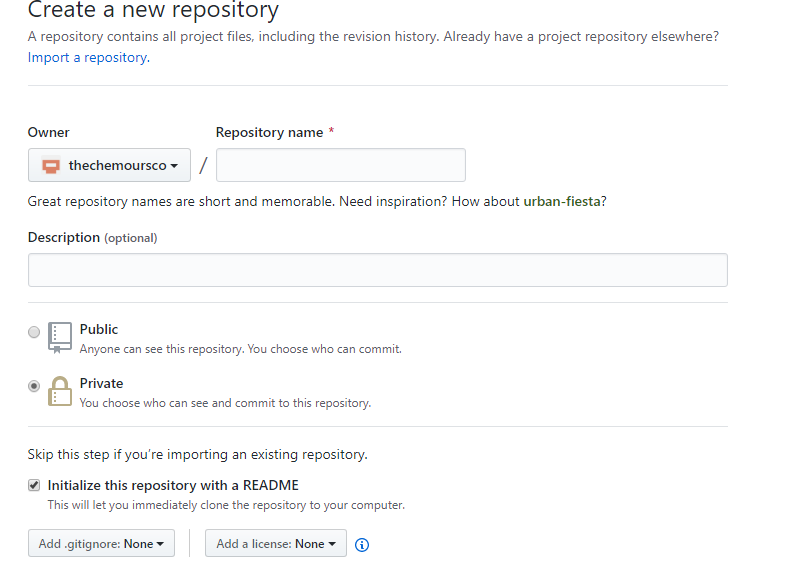 Create a new repository
A repository contains all project files, including the revision history. Already have a project repository elsewhere?
Import a repository.
Owner
Repository name *
thechemoursco
/
Great repository names are short and memorable. Need inspiration? How about urban-fiesta?
Description (optional)
Public
Anyone can see this repository. You choose who can commit.
Private
You choose who can see and commit to this repository.
Skip this step if you're importing an existing repository.
Initialize this repository with a README
This will let you immediately clone the repository to your computer.
Add .gitignore: None
Add a license: None